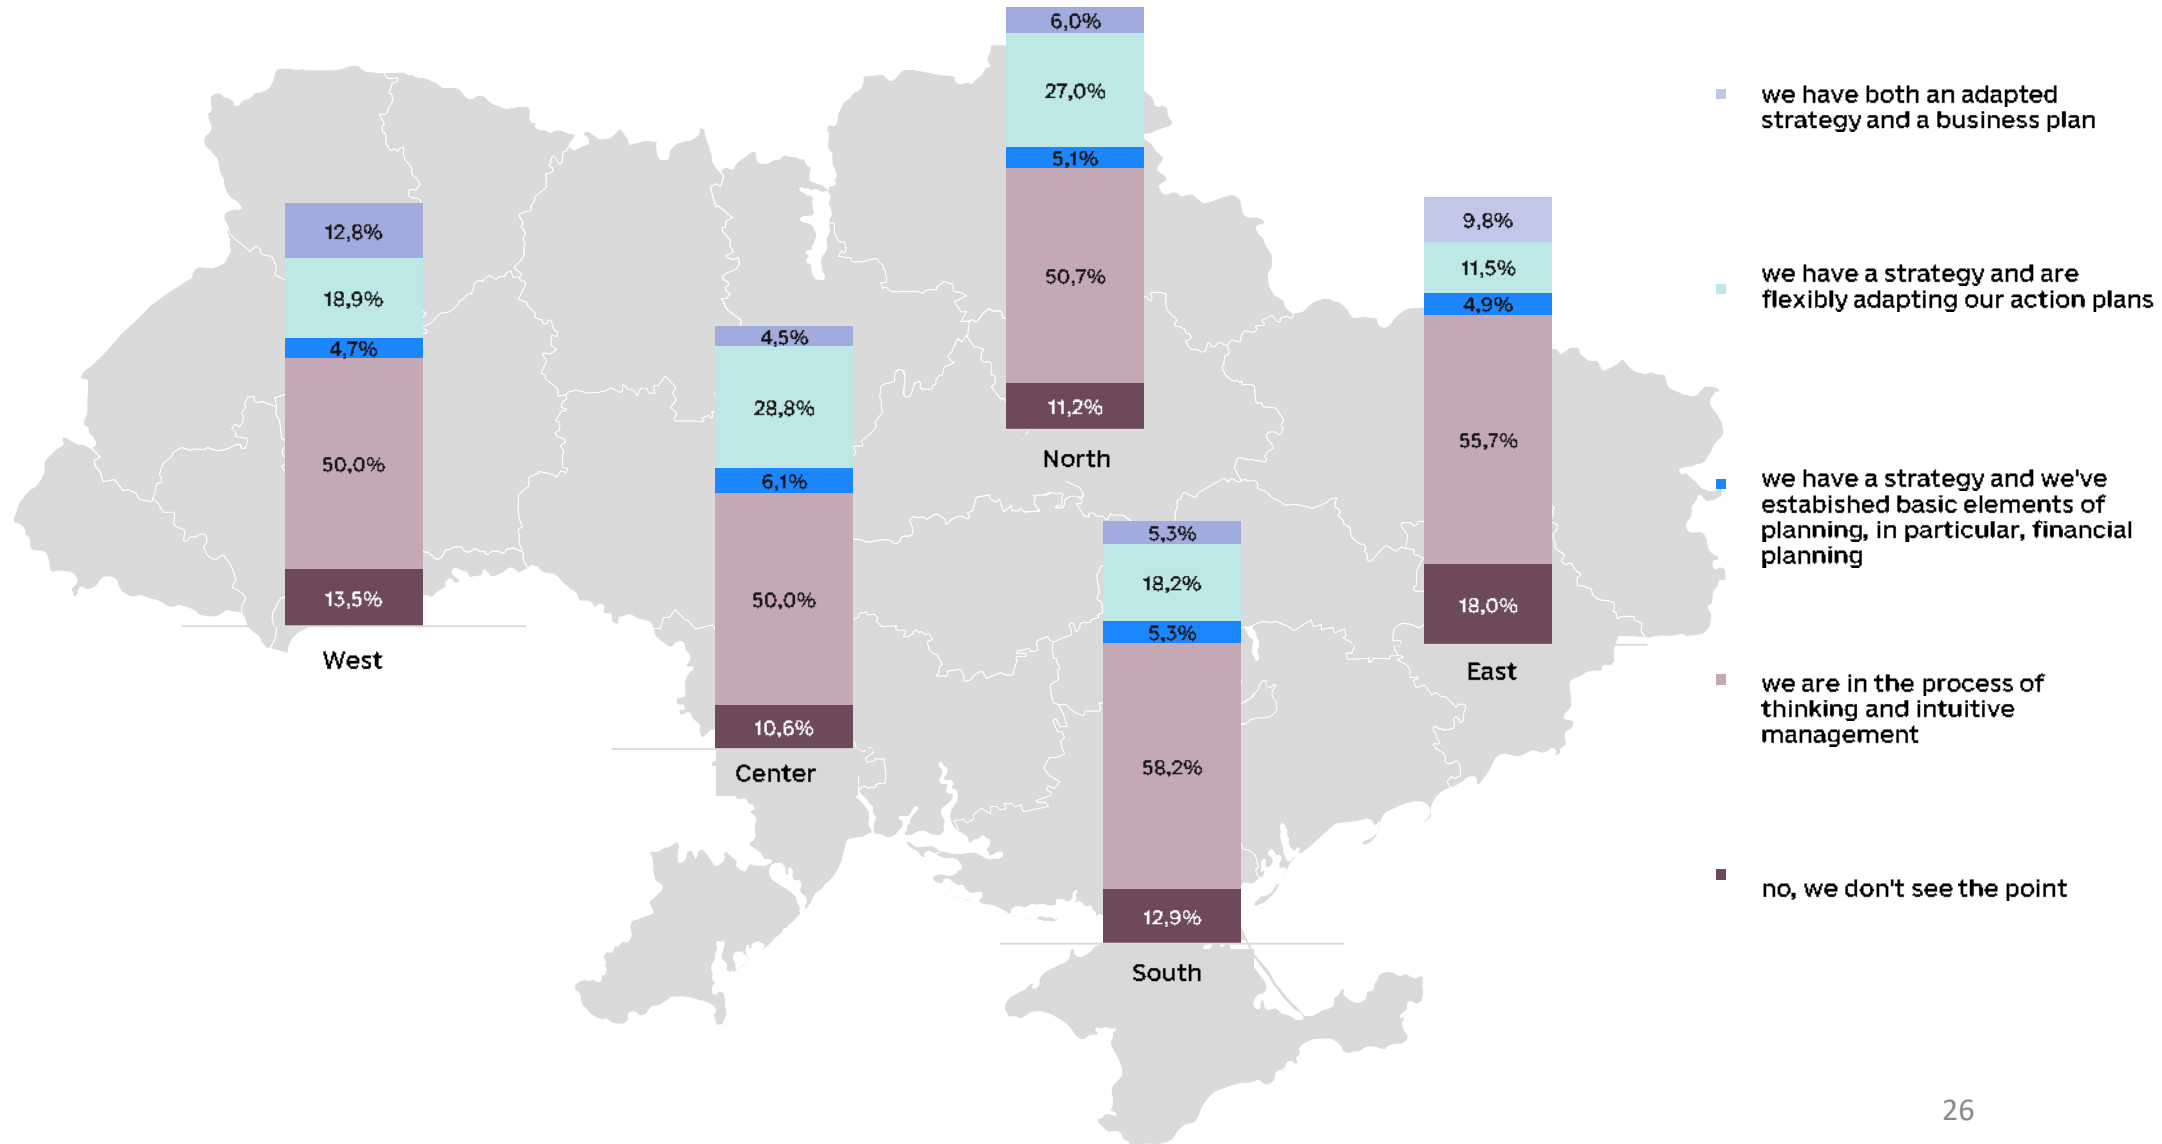 6,0%
27,0%
5,1%
50,7%
11,2%
North
12,8%
18,9%
4,7%
50,0%
13,5%
West
4,5%
28,8%
6,1%
50,0%
10,6%
Center
5,3%
18,2%
5,3%
58,2%
12,9%
South
9,8%
11,5%
4,9%
55,7%
18,0%
East
we have both an adapted
strategy and a business plan
we have a strategy and are
flexibly adapting our action plans
we have a strategy and we've
estabished basic elements of
planning, in particular, financial
planning
we are in the process of
thinking and intuitive
management
no, we don't see the point
26